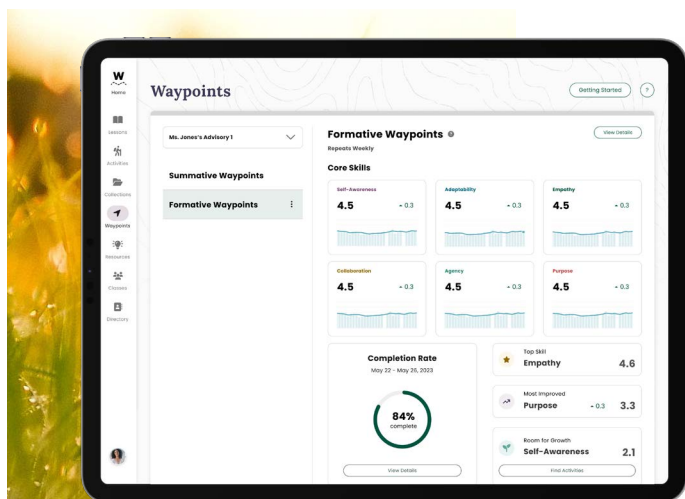 W
Home
Lessons
Activities
Collections
Waypoints
Resources
Classes
Directory
Waypoints
Getting Started
?
Ms. Jones's Advisory 1
Summative Waypoints
Formative Waypoints
Formative Waypoints
View Details
Repeats Weekly
Core Skills
Self-Awareness
4.5
0.3
Adaptability
4.5
0.3
Empathy
4.5
0.3
Collaboration
4.5
0.3
Agency
4.5
0.3
Purpose
4.5
0.3
Completion Rate
May 22 - May 26, 2023
84%
complete
View Details
Top Skill
Empathy 4.6
Most Improved
Purpose 0.3 3.3
Room for Growth
Self-Awareness 2.1
Find Activities